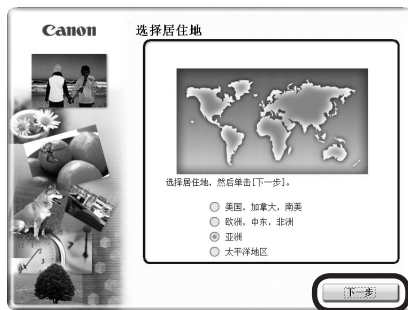 Canon
选择居住地
选择居住地，然后单击[下一步]。
美国，加拿大，南美
欧洲，中东，非洲
亚洲
太平洋地区
下一步